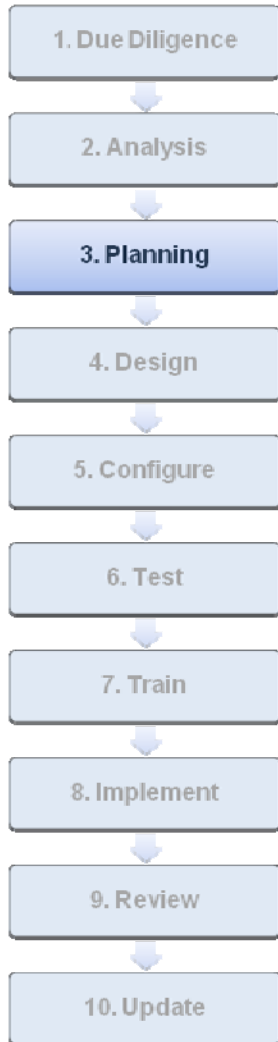 1. Due Diligence
2. Analysis
3. Planning
4. Design
5. Configure
6. Test
7. Train
8. Implement
9. Review
10. Update